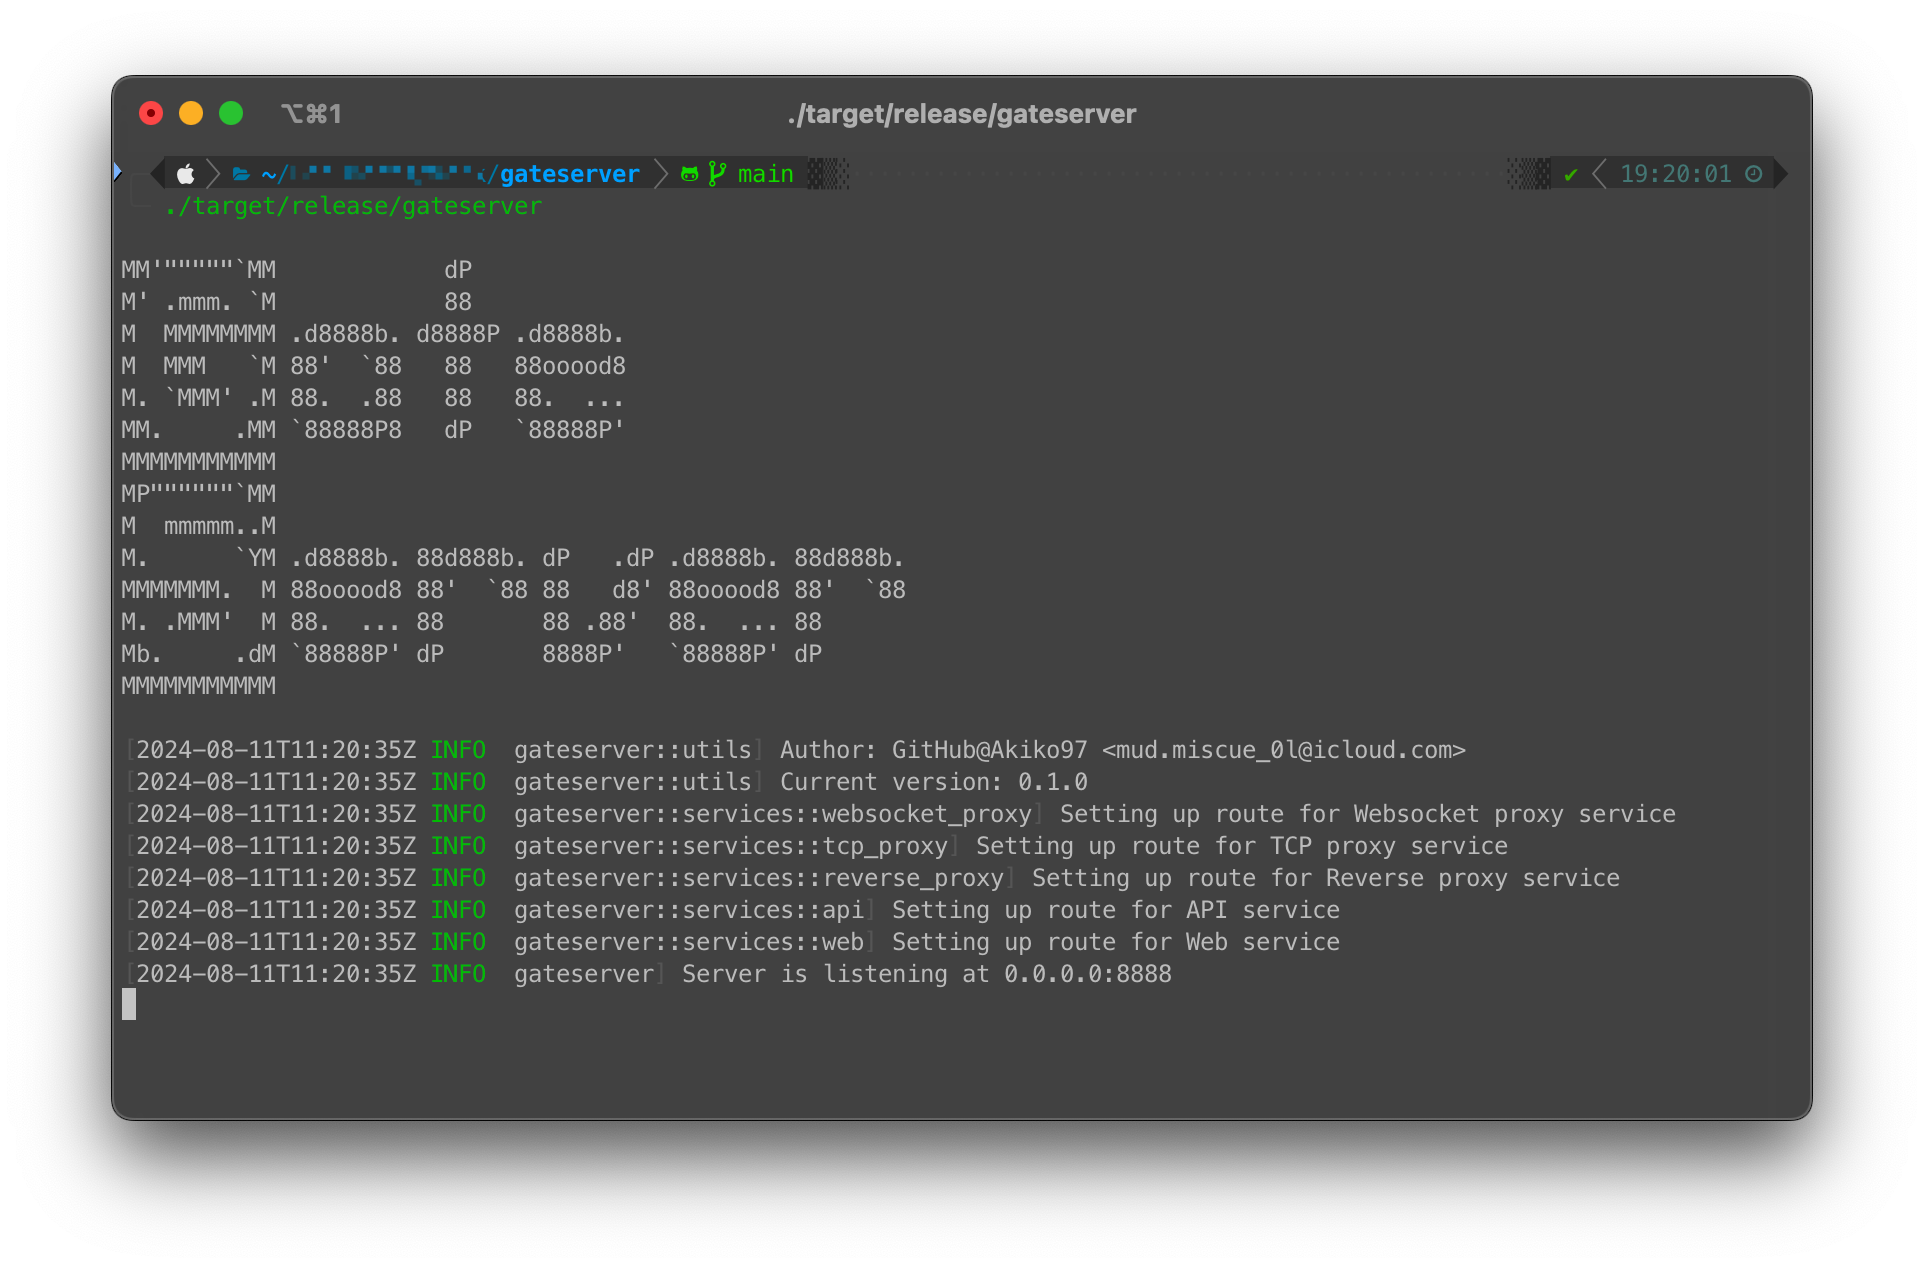 ⌥⌘1 ./target/release/gateserver
~/ /gateserver main ✔ 19:20:01
./target/release/gateserver
MM'"""""`MM            dP
M' .mmm. `M            88
M  MMMMMMMM .d8888b. d8888P .d8888b.
M  MMM   `M 88'  `88   88   88ooood8
M. `MMM' .M 88.  .88   88   88.  ...
MM.     .MM `88888P8   dP   `88888P'
MMMMMMMMMMM
MP""""""`MM
M  mmmmm..M
M.      `YM .d8888b. 88d888b. dP   .dP .d8888b. 88d888b.
MMMMMMM.  M 88ooood8 88'  `88 88   d8' 88ooood8 88'  `88
M. .MMM'  M 88.  ... 88       88 .88'  88.  ... 88
Mb.     .dM `88888P' dP       8888P'   `88888P' dP
MMMMMMMMMMM
[2024-08-11T11:20:35Z INFO  gateserver::utils] Author: GitHub@Akiko97 <mud.miscue_0l@icloud.com>
[2024-08-11T11:20:35Z INFO  gateserver::utils] Current version: 0.1.0
[2024-08-11T11:20:35Z INFO  gateserver::services::websocket_proxy] Setting up route for Websocket proxy service
[2024-08-11T11:20:35Z INFO  gateserver::services::tcp_proxy] Setting up route for TCP proxy service
[2024-08-11T11:20:35Z INFO  gateserver::services::reverse_proxy] Setting up route for Reverse proxy service
[2024-08-11T11:20:35Z INFO  gateserver::services::api] Setting up route for API service
[2024-08-11T11:20:35Z INFO  gateserver::services::web] Setting up route for Web service
[2024-08-11T11:20:35Z INFO  gateserver] Server is listening at 0.0.0.0:8888